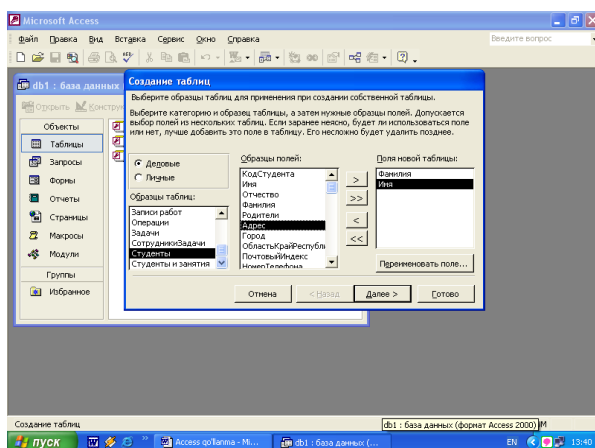 Microsoft Access
Файл Правка Вид Вставка Сервис Окно Справка
Введите вопрос
db1 : база данных
Открыть
Объекты
Таблицы
Запросы
Формы
Отчеты
Страницы
Макросы
Модули
Группы
Избранное
Создание таблиц
Выберите образцы таблиц для применения при создании собственной таблицы.
Выберите категорию и образец таблицы, а затем нужные образцы полей. Допускается
выбор полей из нескольких таблиц. Если заранее неясно, будет ли использоваться поле
или нет, лучше добавить это поле в таблицу. Его несложно будет удалить позднее.
Деловые
Личные
Образцы таблиц:
Записи работ
Операции
Задачи
СотрудникиЗадачи
Студенты
Студенты и занятия
Образцы полей:
КодСтудента
Имя
Отчество
Фамилия
Родители
Адрес
Город
ОбластьКрайРеспубли
ПочтовыйИндекс
НомерТелефона
>
>>
<
<<
Поля новой таблицы:
Фамилия
Имя
Переименовать поле...
Отмена
< Назад
Далее >
Готово
Создание таблиц
db1 : база данных (формат Access 2000)
пуск
Access qo'llanma - Mi...
db1 : база данных (...
EN
13:40